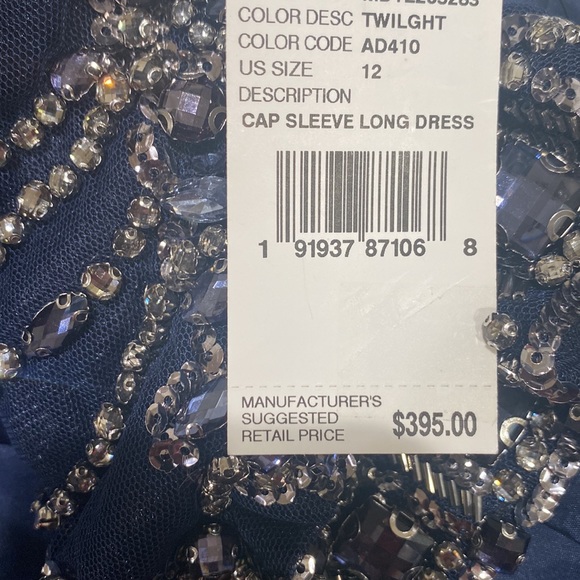 COLOR DESC TWILGHT
COLOR CODE AD410
US SIZE 12
DESCRIPTION
CAP SLEEVE LONG DRESS
1 91937 87106 8
MANUFACTURER'S
SUGGESTED
RETAIL PRICE $395.00